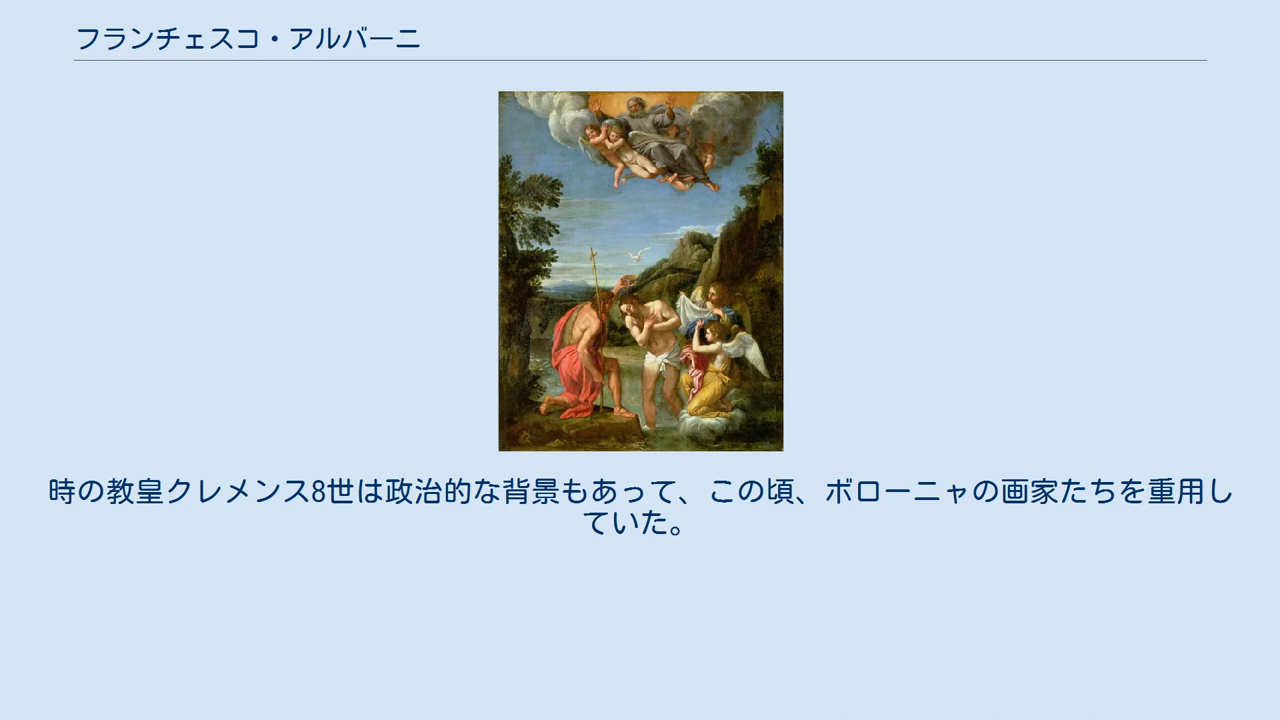 フランチェスコ・アルバーニ
時の教皇クレメンス8世は政治的な背景もあって、この頃、ボローニャの画家たちを重用し
ていた。